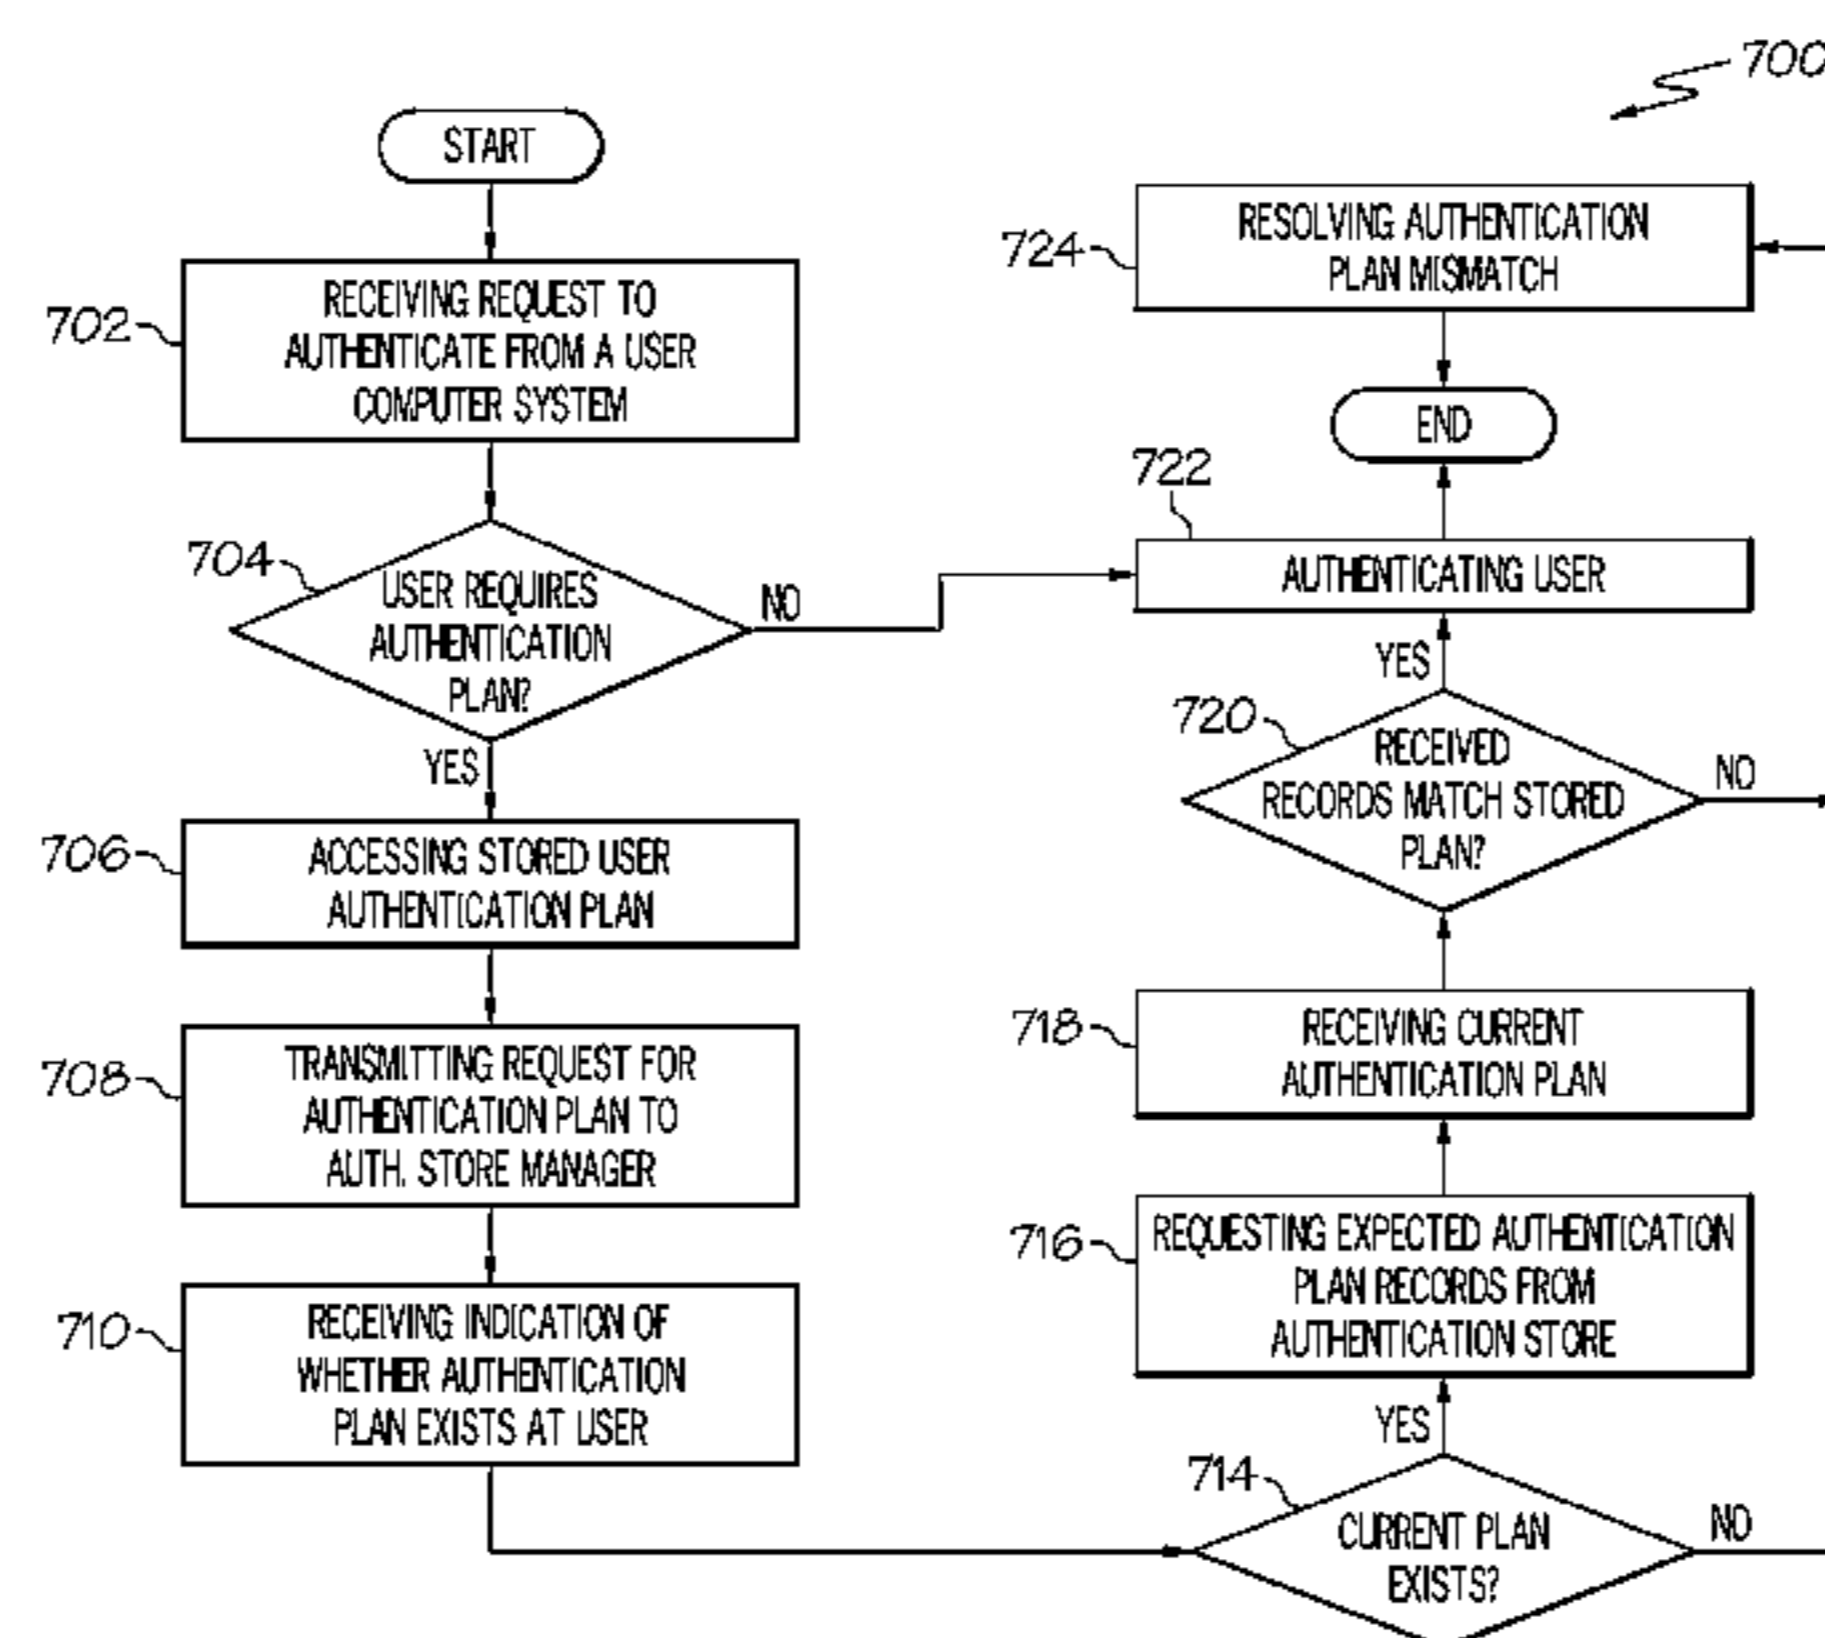 700
START
702
RECEIVING REQUEST TO
AUTHENTICATE FROM A USER
COMPUTER SYSTEM
704
USER REQUIRES
AUTHENTICATION
PLAN?
NO
YES
706
ACCESSING STORED USER
AUTHENTICATION PLAN
708
TRANSMITTING REQUEST FOR
AUTHENTICATION PLAN TO
AUTH. STORE MANAGER
710
RECEIVING INDICATION OF
WHETHER AUTHENTICATION
PLAN EXISTS AT USER
724
RESOLVING AUTHENTICATION
PLAN MISMATCH
END
722
AUTHENTICATING USER
YES
720
RECEIVED
RECORDS MATCH STORED
PLAN?
NO
718
RECEIVING CURRENT
AUTHENTICATION PLAN
716
REQUESTING EXPECTED AUTHENTICATION
PLAN RECORDS FROM
AUTHENTICATION STORE
YES
714
CURRENT PLAN
EXISTS?
NO